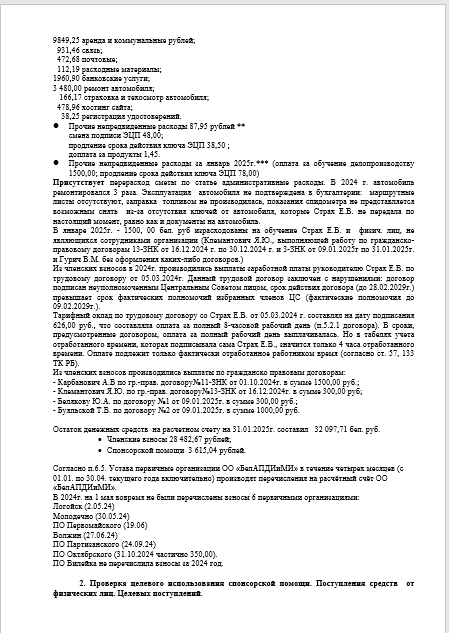 9849,25 аренда и коммунальные рублей;
931,46 связь;
472,68 почтовые;
112,19 расходные материалы;
1960,90 банковские услуги;
3 480,00 ремонт автомобиля;
166,17 страховка и техосмотр автомобиля;
478,96 хостинг сайта;
38,25 регистрация удостоверений.
● Прочие непредвиденные расходы 87,95 рублей **
смена подписи ЭЦП 48,00;
продление срока действия ключа ЭЦП 38,50 ;
доплата за продукты 1,45.
● Прочие непредвиденные расходы за январь 2025г.*** (оплата за обучение делопроизводству
1500,00; продление срока действия ключа ЭЦП 78,00)
Присутствует перерасход сметы по статье административные расходы. В 2024 г. автомобиль
ремонтировался 3 раза. Эксплуатация автомобиля не подтверждена в бухгалтерии: маршрутные
листы отсутствуют, заправка топливом не производилась, показания спидометра не представляется
возможным снять из-за отсутствия ключей от автомобиля, которые Страх Е.В. не передала по
настоящий момент, равно как и документы на автомобиль.
В январе 2025г. - 1500, 00 бел. руб израсходованы на обучение Страх Е.В. и физич. лиц, не
являющихся сотрудниками организации (Клемантович Я.Ю., выполняющей работу по гражданско-
правовому договорам 13-ЗНК от 16.12.2024 г. по 30.12.2024 г. и 3-ЗНК от 09.01.2025г по 31.01.2025г.
и Гурич В.М. без оформления каких-либо договоров.)
Из членских взносов в 2024г. производились выплаты заработной платы руководителю Страх Е.В. по
трудовому договору от 05.03.2024г. Данный трудовой договор заключен с нарушениями: договор
подписан неуполномоченным Центральным Советом лицом, срок действия договора (до 28.02.2029г.)
превышает срок фактических полномочий избранных членов ЦС (фактические полномочия до
09.02.2029г.).
Тарифный оклад по трудовому договору со Страх Е.В. от 05.03.2024 г. составлял на дату подписания
626,00 руб., что составляла оплата за полный 8-часовой рабочий день (п.5.2.1 договора). В сроки,
предусмотренные договором, оплата за полный рабочий день выплачивалась. Но в табелях учета
отработанного времени, которая подписывала сама Страх Е.В., значится только 4 часа отработанного
времени. Оплате подлежит только фактически отработанное работником время (согласно ст. 57, 133
ТК РБ).
Из членских взносов производились выплаты по гражданско правовым договорам:
- Карбанович А.В по гр.-прав. договору№11-ЗНК от 01.10.2024г. в сумме 1500,00 руб.;
- Клемантович Я.Ю. по гр.-прав. договору№13-ЗНК от 16.12.2024г. в сумме 300,00 руб;
- Белякову Ю.А. по договору №1 от 09.01.2025г. в сумме 300,00 руб.;
- Буяльской Т.В. по договору №2 от 09.01.2025г. в сумме 1000,00 руб.
Остаток денежных средств на расчетном счету на 31.01.2025г. составил 32 097,71 бел. руб.
• Членские взносы 28 482,67 рублей;
• Спонсорской помощи 3 615,04 рублей.
Согласно п.6.5. Устава первичные организации ОО «БелАПДИиМИ» в течение четырех месяцев (с
01.01. по 30.04. текущего года включительно) производят перечисления на расчётный счёт ОО
«БелАПДИиМИ».
В 2024г. на 1 мая вовремя не были перечислены взносы 6 первичными организациями:
Логойск (2.05.24)
Молодечно (30.05.24)
ПО Первомайского (19.06)
Воложин (27.06.24)
ПО Партизанского (24.09.24)
ПО Октябрского (31.10.2024 частично 350,00).
ПО Вилейка не перечислила взносы за 2024 год.
2. Проверка целевого использования спонсорской помощи. Поступления средств от
физических лиц. Целевых поступлений.